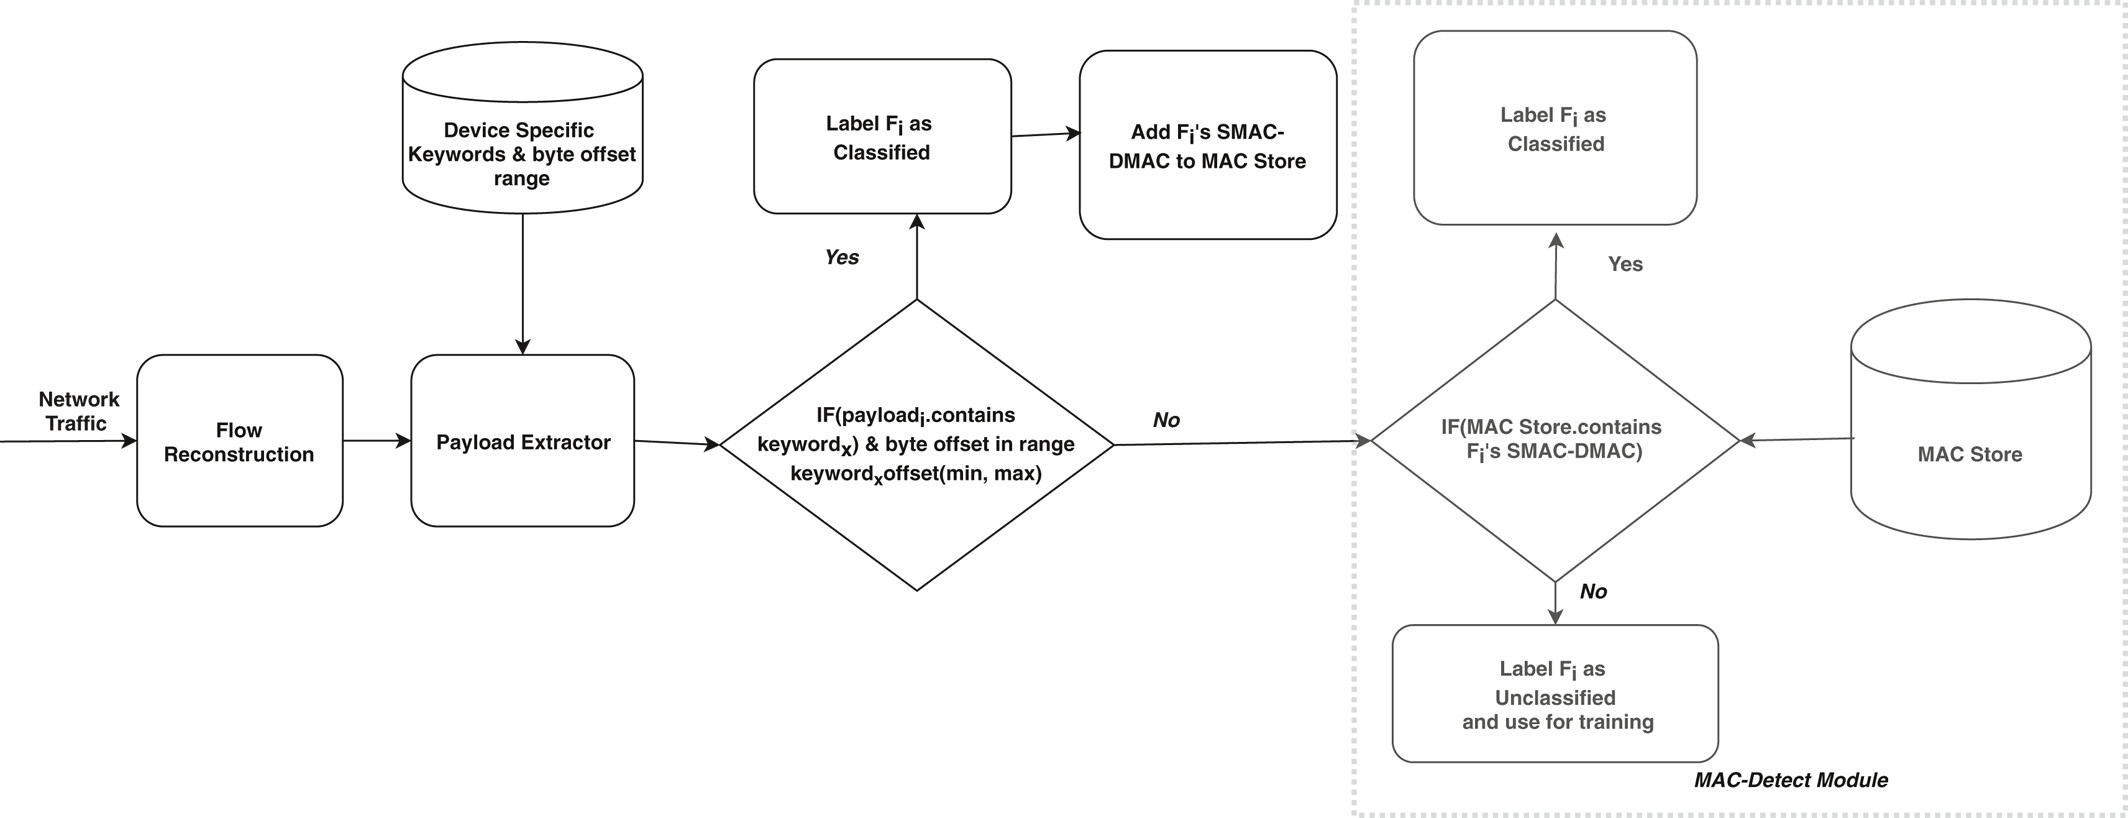 Network
Traffic
Flow
Reconstruction
Device Specific
Keywords & byte offset
range
Payload Extractor
IF(payloadi.contains
keywordx) & byte offset in range
keywordxoffset(min, max)
Yes
Label Fi as
Classified
Add Fi's SMAC-
DMAC to MAC Store
No
IF(MAC Store.contains
Fi's SMAC-DMAC)
Yes
Label Fi as
Classified
MAC Store
No
Label Fi as
Unclassified
and use for training
MAC-Detect Module